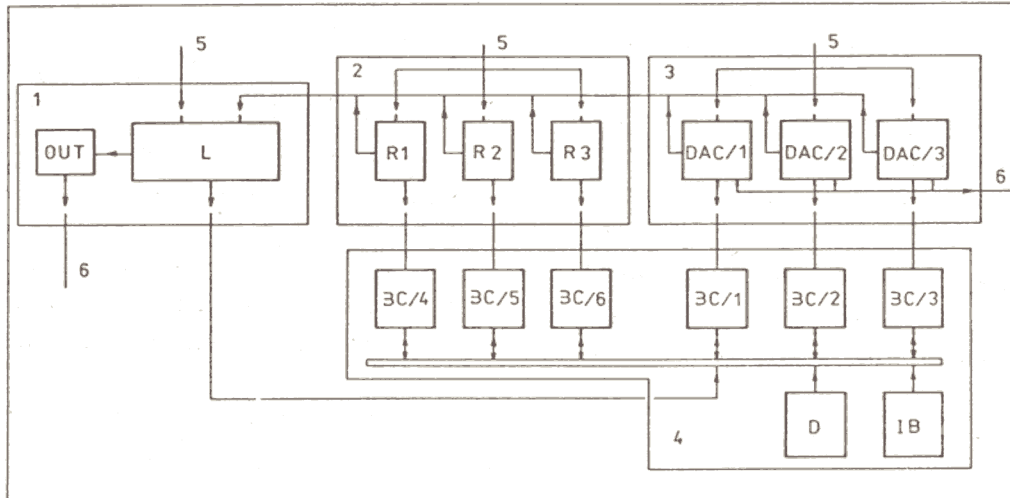 5
5
5
1
2
3
OUT
L
R1
R2
R3
DAC/1
DAC/2
DAC/3
6
6
3C/4
3C/5
3C/6
3C/1
3C/2
3C/3
4
D
IB